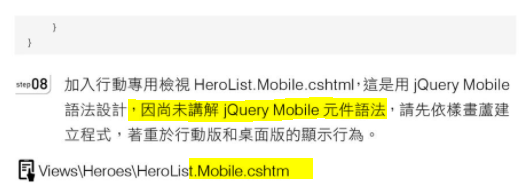 }
}
step08 加入行動專用檢視 HeroList.Mobile.cshtml，這是用 jQuery Mobile
語法設計，因尚未講解 jQuery Mobile 元件語法，請先依樣畫蘆建
立程式，著重於行動版和桌面版的顯示行為。
Views\Heroes\HeroList.Mobile.cshtm